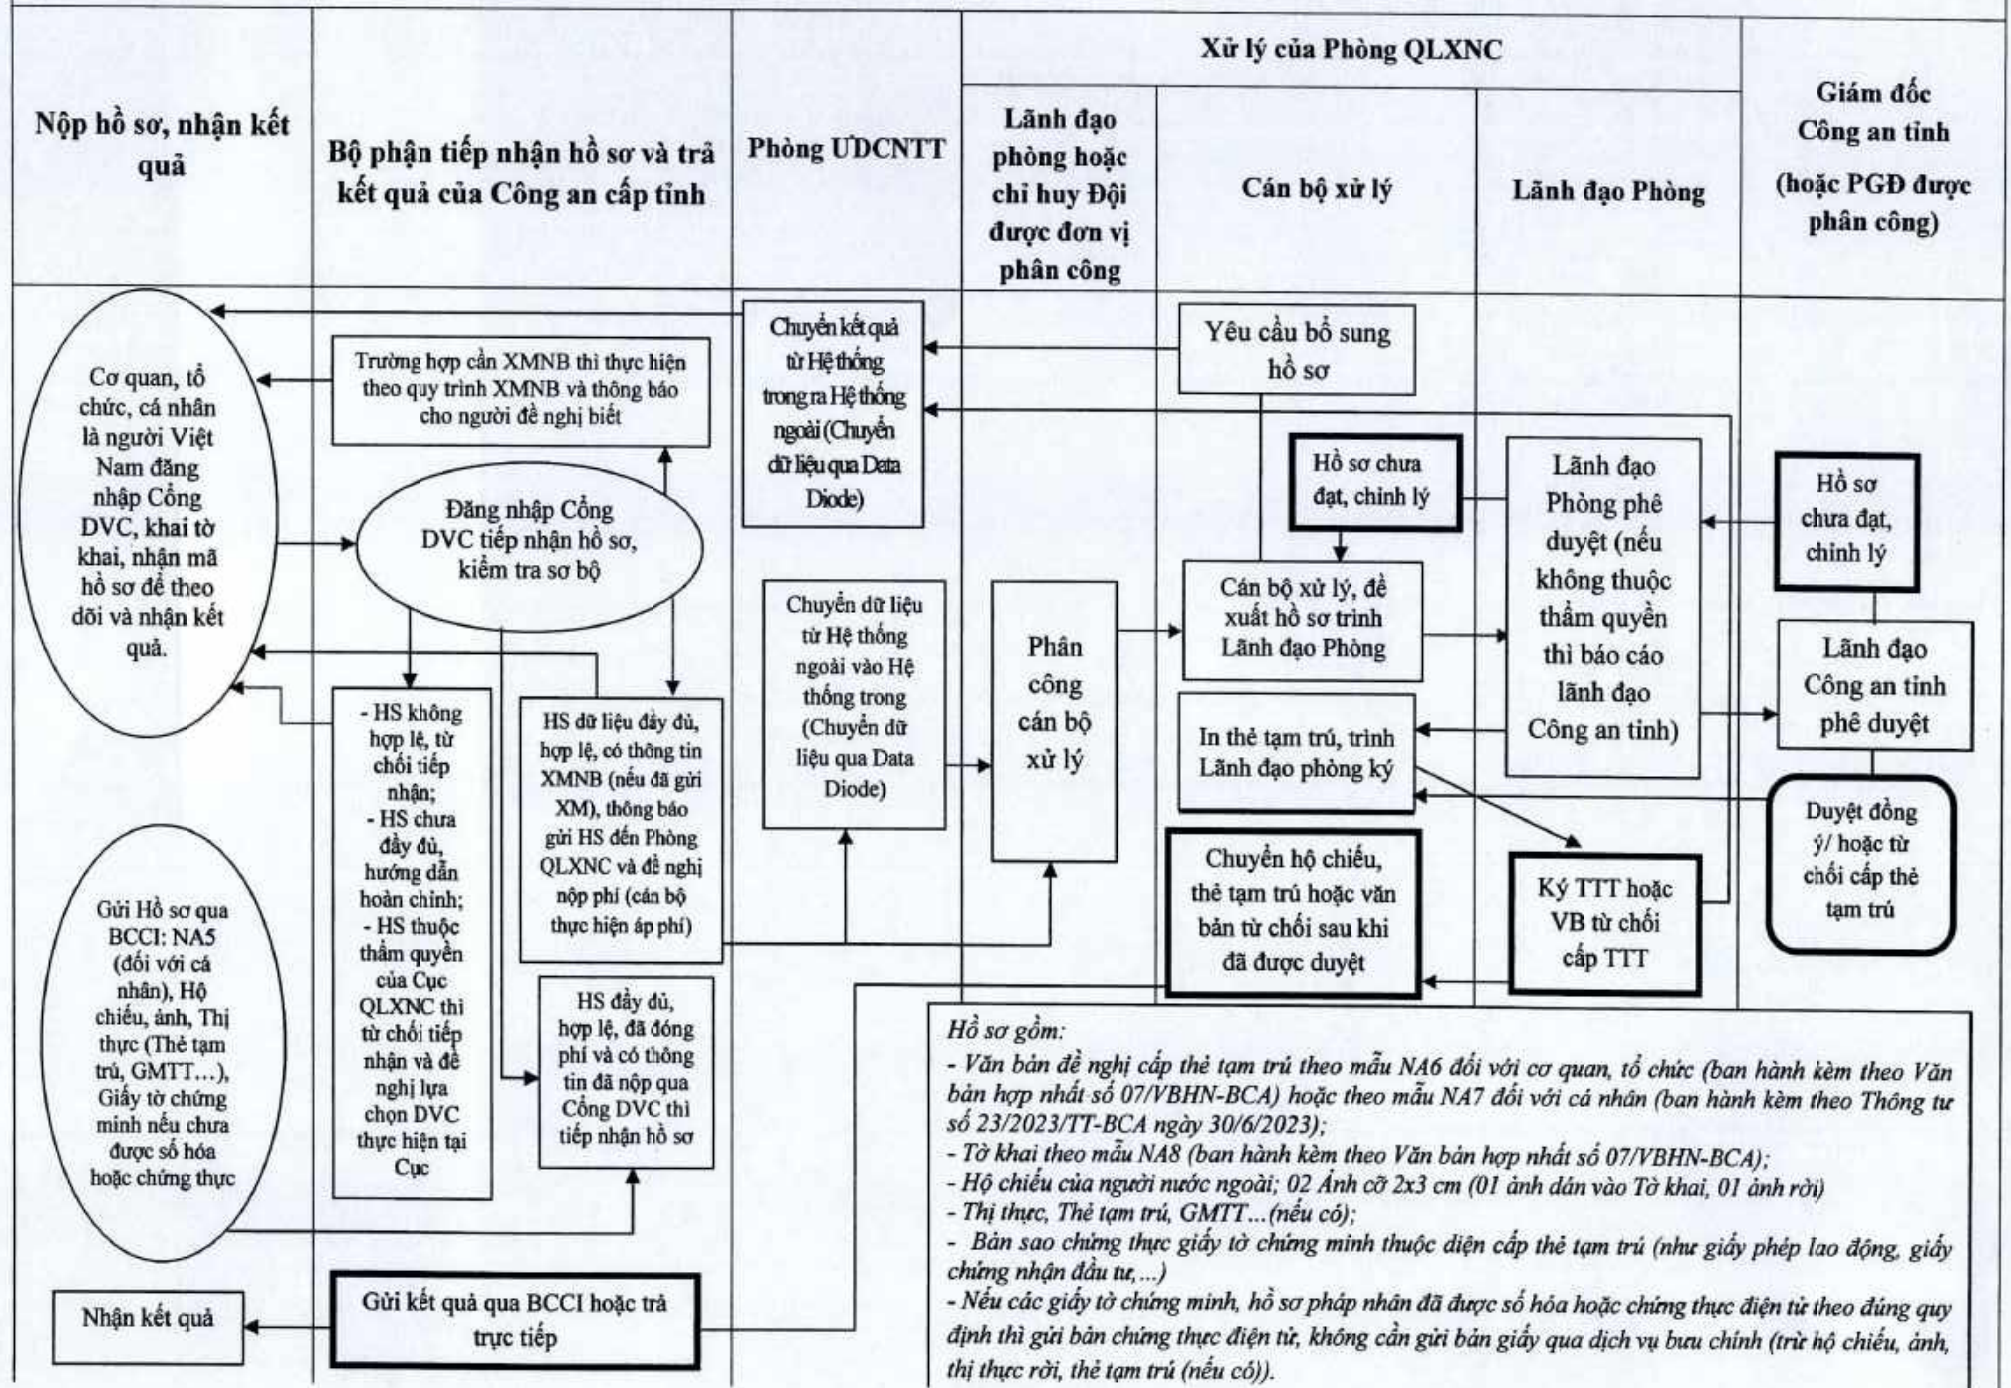 Nộp hồ sơ, nhận kết
quả
Bộ phận tiếp nhận hồ sơ và trả
kết quả của Công an cấp tỉnh
Phòng ƯDCNTT
Xử lý của Phòng QLXNC
Lãnh đạo
phòng hoặc
chỉ huy Đội
được đơn vị
phân công
Cán bộ xử lý
Lãnh đạo Phòng
Giám đốc
Công an tỉnh
(hoặc PGĐ được
phân công)
Cơ quan, tổ
chức, cá nhân
là người Việt
Nam đăng
nhập Cổng
DVC, khai tờ
khai, nhận mã
hồ sơ để theo
dõi và nhận kết
quả.
Trường hợp cần XMNB thì thực hiện
theo quy trình XMNB và thông báo
cho người đề nghị biết
Đăng nhập Cổng
DVC tiếp nhận hồ sơ,
kiểm tra sơ bộ
- HS không
hợp lệ, từ
chối tiếp
nhận;
- HS chưa
đầy đủ,
hướng dẫn
hoàn chỉnh;
- HS thuộc
thẩm quyền
của Cục
QLXNC thì
từ chối tiếp
nhận và đề
nghị lựa
chọn DVC
thực hiện tại
Cục
HS dữ liệu đầy đủ,
hợp lệ, có thông tin
XMNB (nếu đã gửi
XM), thông báo
gửi HS đến Phòng
QLXNC và đề nghị
nộp phí (cán bộ
thực hiện áp phí)
HS đầy đủ,
hợp lệ, đã đóng
phí và có thông
tin đã nộp qua
Cổng DVC thì
tiếp nhận hồ sơ
Chuyển kết quả
từ Hệ thống
trong ra Hệ thống
ngoài (Chuyển
dữ liệu qua Data
Diode)
Chuyển dữ liệu
từ Hệ thống
ngoài vào Hệ
thống trong
(Chuyển dữ
liệu qua Data
Diode)
Phân
công
cán bộ
xử lý
Yêu cầu bổ sung
hồ sơ
Hồ sơ chưa
đạt, chỉnh lý
Cán bộ xử lý, đề
xuất hồ sơ trình
Lãnh đạo Phòng
In thẻ tạm trú, trình
Lãnh đạo phòng ký
Chuyển hộ chiếu,
thẻ tạm trú hoặc văn
bản từ chối sau khi
đã được duyệt
Lãnh đạo
Phòng phê
duyệt (nếu
không thuộc
thẩm quyền
thì báo cáo
lãnh đạo
Công an tỉnh)
Ký TTT hoặc
VB từ chối
cấp TTT
Hồ sơ
chưa đạt,
chỉnh lý
Lãnh đạo
Công an tỉnh
phê duyệt
Duyệt đồng
ý/ hoặc từ
chối cấp thẻ
tạm trú
Gửi Hồ sơ qua
BCCI: NA5
(đối với cá
nhân), Hộ
chiếu, ảnh, Thị
thực (Thẻ tạm
trú, GMTT...),
Giấy tờ chứng
minh nếu chưa
được số hóa
hoặc chứng thực
Nhận kết quả
Gửi kết quả qua BCCI hoặc trả
trực tiếp
Hồ sơ gồm:
- Văn bản đề nghị cấp thẻ tạm trú theo mẫu NA6 đối với cơ quan, tổ chức (ban hành kèm theo Văn
bản hợp nhất số 07/VBHN-BCA) hoặc theo mẫu NA7 đối với cá nhân (ban hành kèm theo Thông tư
số 23/2023/TT-BCA ngày 30/6/2023);
- Tờ khai theo mẫu NA8 (ban hành kèm theo Văn bản hợp nhất số 07/VBHN-BCA);
- Hộ chiếu của người nước ngoài; 02 Ảnh cỡ 2x3 cm (01 ảnh dán vào Tờ khai, 01 ảnh rời)
- Thị thực, Thẻ tạm trú, GMTT...(nếu có);
- Bản sao chứng thực giấy tờ chứng minh thuộc diện cấp thẻ tạm trú (như giấy phép lao động, giấy
chứng nhận đầu tư,...)
- Nếu các giấy tờ chứng minh, hồ sơ pháp nhân đã được số hóa hoặc chứng thực điện tử theo đúng quy
định thì gửi bản chứng thực điện tử, không cần gửi bản giấy qua dịch vụ bưu chính (trừ hộ chiếu, ảnh,
thị thực rời, thẻ tạm trú (nếu có)).